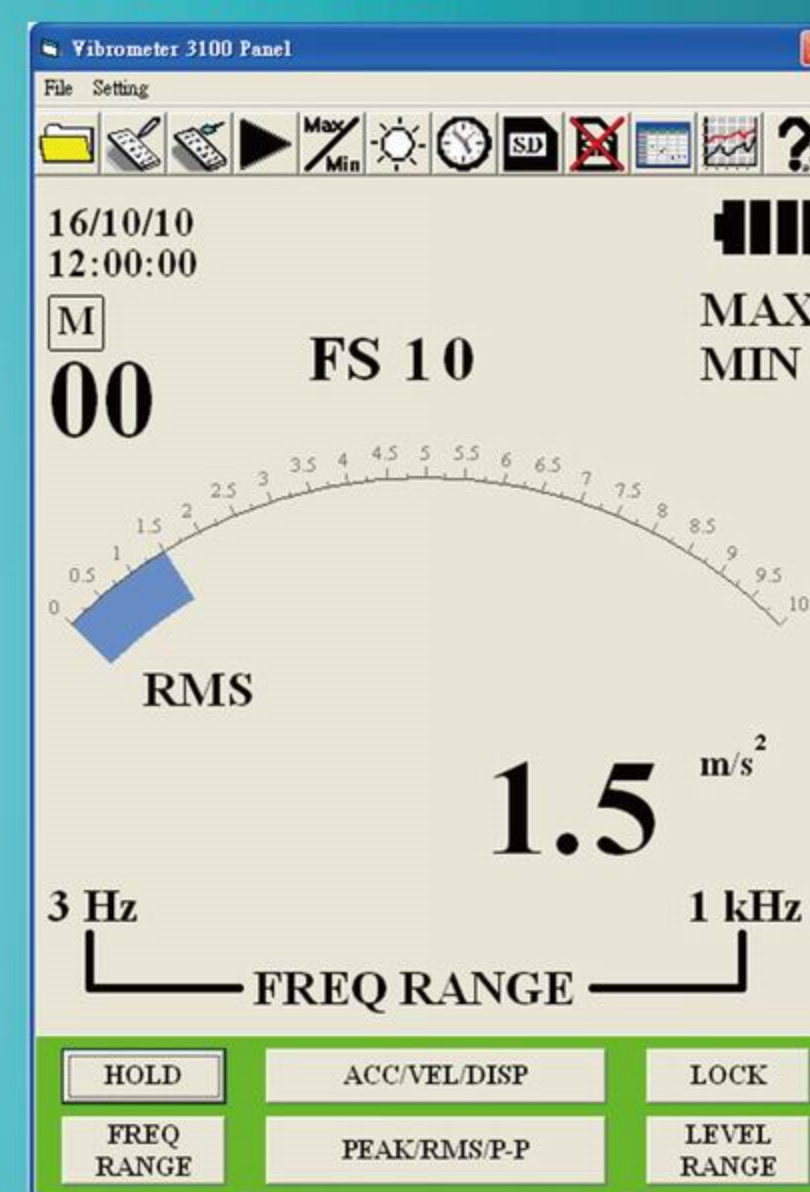 Vibrometer 3100 Panel
File Setting
Max/Min SD ?
16/10/10
12:00:00
M
MAX
MIN
00
FS 10
0 0.5 1 1.5 2 2.5 3 3.5 4 4.5 5 5.5 6 6.5 7 7.5 8 8.5 9 9.5 10
RMS
1.5 m/s²
3 Hz 1 kHz
FREQ RANGE
HOLD ACC/VEL/DISP LOCK
FREQ RANGE PEAK/RMS/P-P LEVEL RANGE